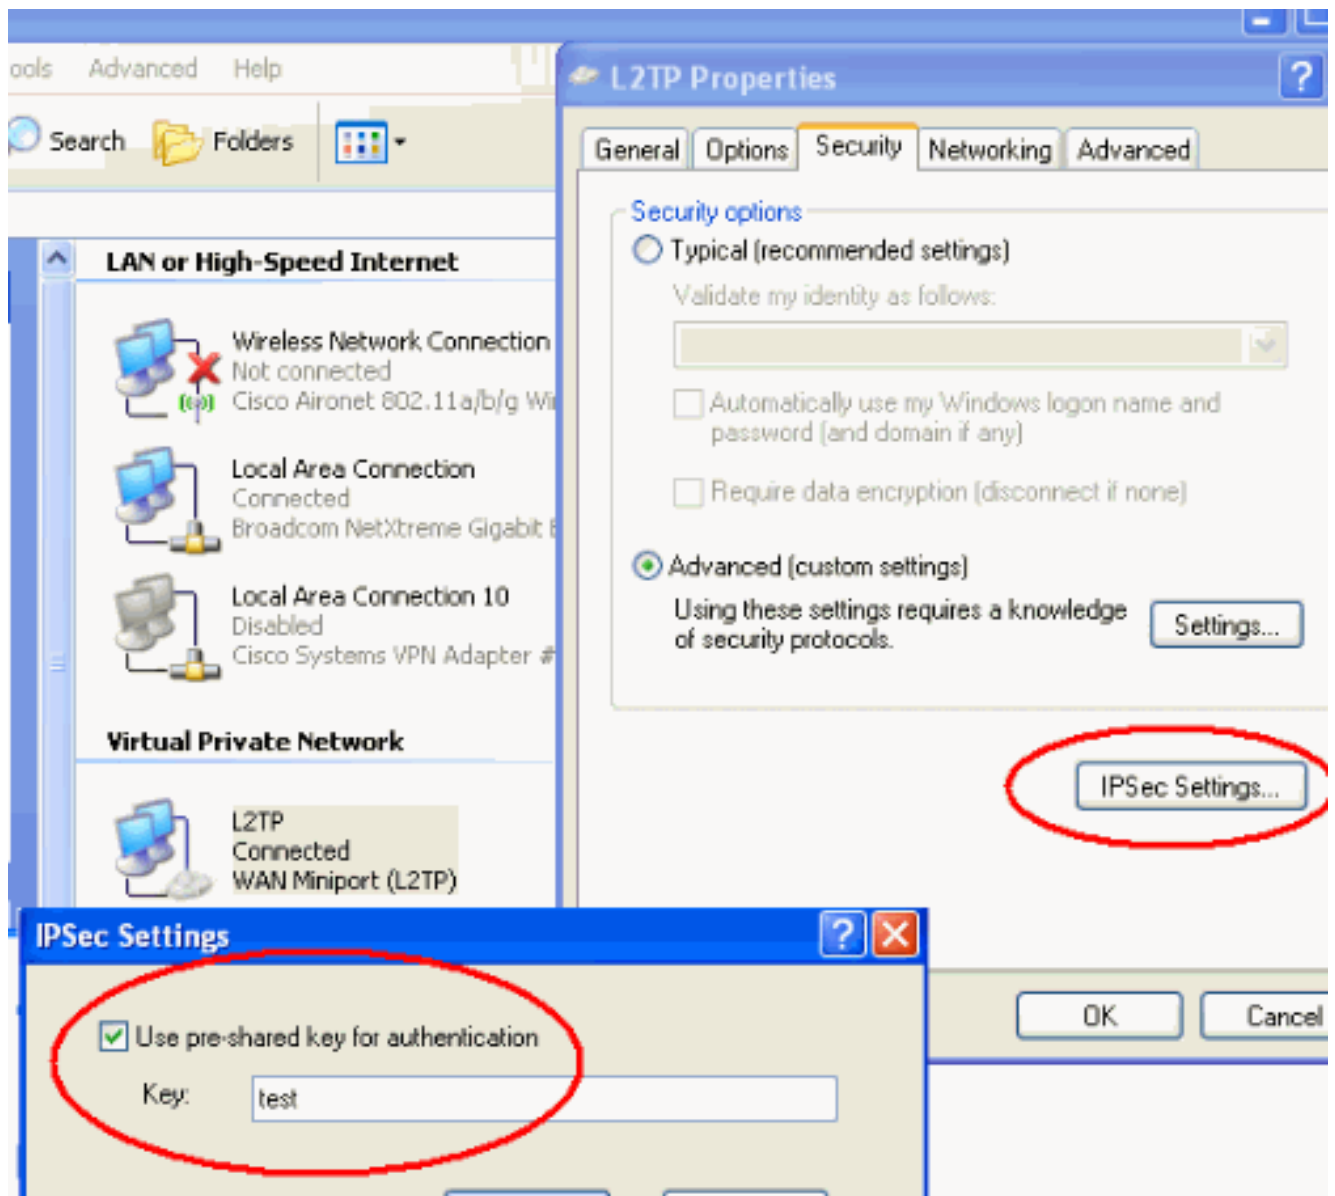 ools Advanced Help
Search Folders
LAN or High-Speed Internet
Wireless Network Connection
Not connected
Cisco Aironet 802.11a/b/g Wi
Local Area Connection
Connected
Broadcom NetXtreme Gigabit
Local Area Connection 10
Disabled
Cisco Systems VPN Adapter #
Virtual Private Network
L2TP
Connected
WAN Miniport (L2TP)
L2TP Properties
General Options Security Networking Advanced
Security options
Typical (recommended settings)
Validate my identity as follows:
Automatically use my Windows logon name and
password (and domain if any)
Require data encryption (disconnect if none)
Advanced (custom settings)
Using these settings requires a knowledge
of security protocols.
Settings...
IPSec Settings...
OK Cancel
IPSec Settings
Use pre-shared key for authentication
Key: test